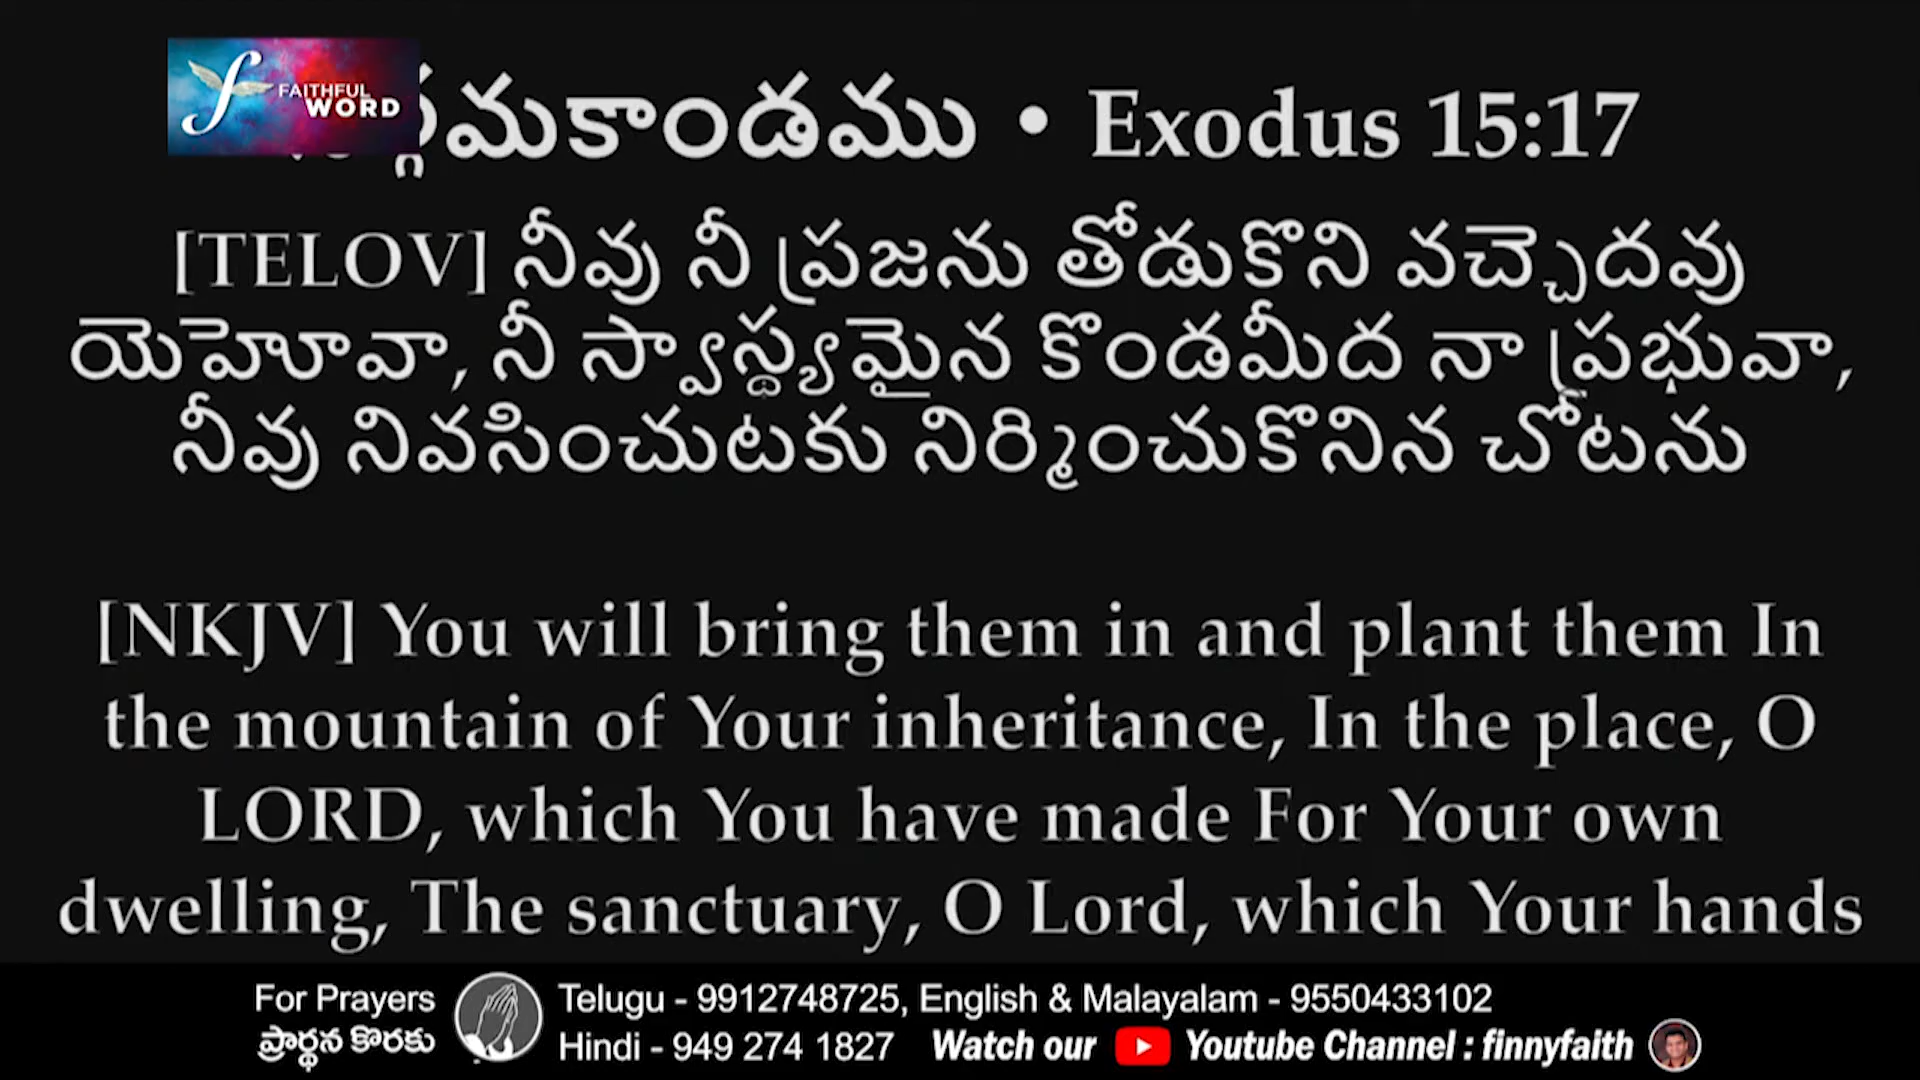 FAITHFUL
WORD
• Exodus 15:17
[TELOV] నీవు నీ ప్రజను తోడుకొని వచ్చెదవు
యెహోవా, నీ స్వాస్థ్యమైన కొండమీద నా ప్రభువా,
నీవు నివసించుటకు నిర్మించుకొనిన చోటను
[NKJV] You will bring them in and plant them In
the mountain of Your inheritance, In the place, O
LORD, which You have made For Your own
dwelling, The sanctuary, O Lord, which Your hands
For Prayers
ప్రార్థన కొరకు
Telugu - 9912748725, English & Malayalam - 9550433102
Hindi - 949 274 1827 Watch our Youtube Channel : finnyfaith